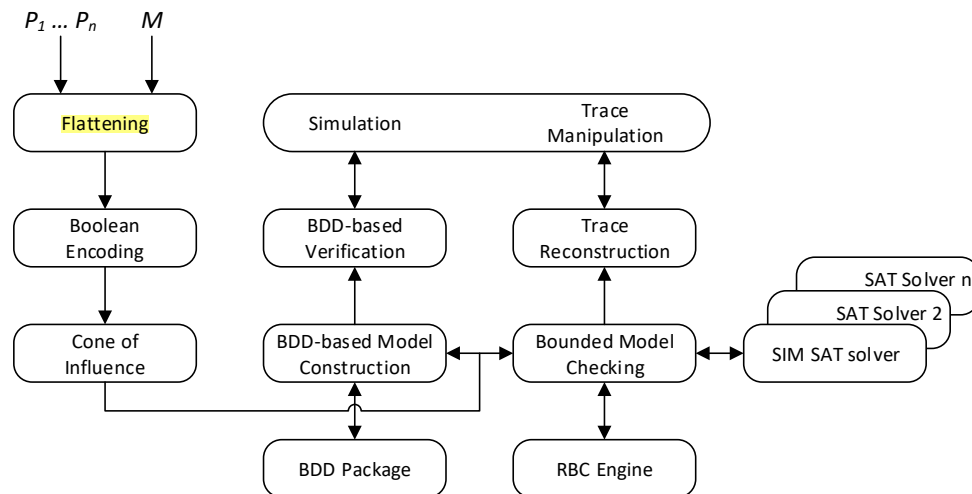 P1 ... Pn
M
Flattening
Simulation
Trace
Manipulation
Boolean
Encoding
BDD-based
Verification
Trace
Reconstruction
SAT Solver n
SAT Solver 2
SIM SAT solver
Cone of
Influence
BDD-based Model
Construction
Bounded Model
Checking
BDD Package
RBC Engine